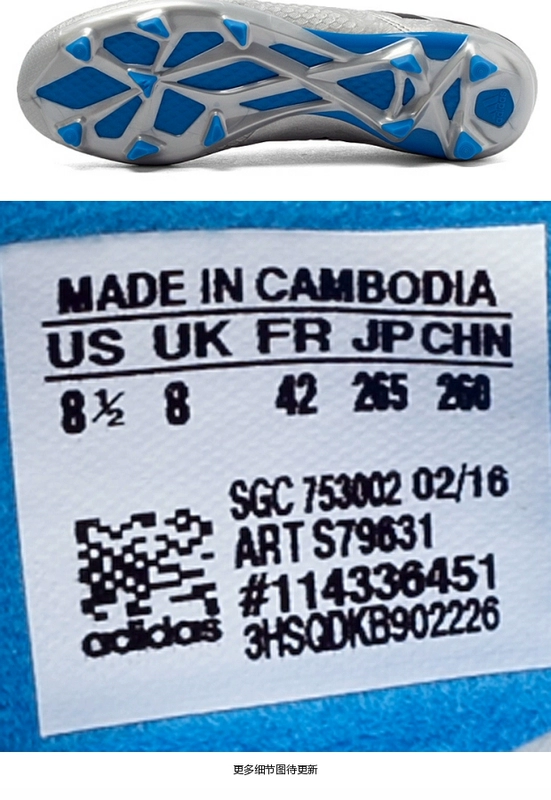 MADE IN CAMBODIA
US UK FR JP CHN
8½ 8 42 265 260
SGC 753002 02/16
ART S79631
#114336451
3HSQDKB902226
adidas
更多细节图待更新